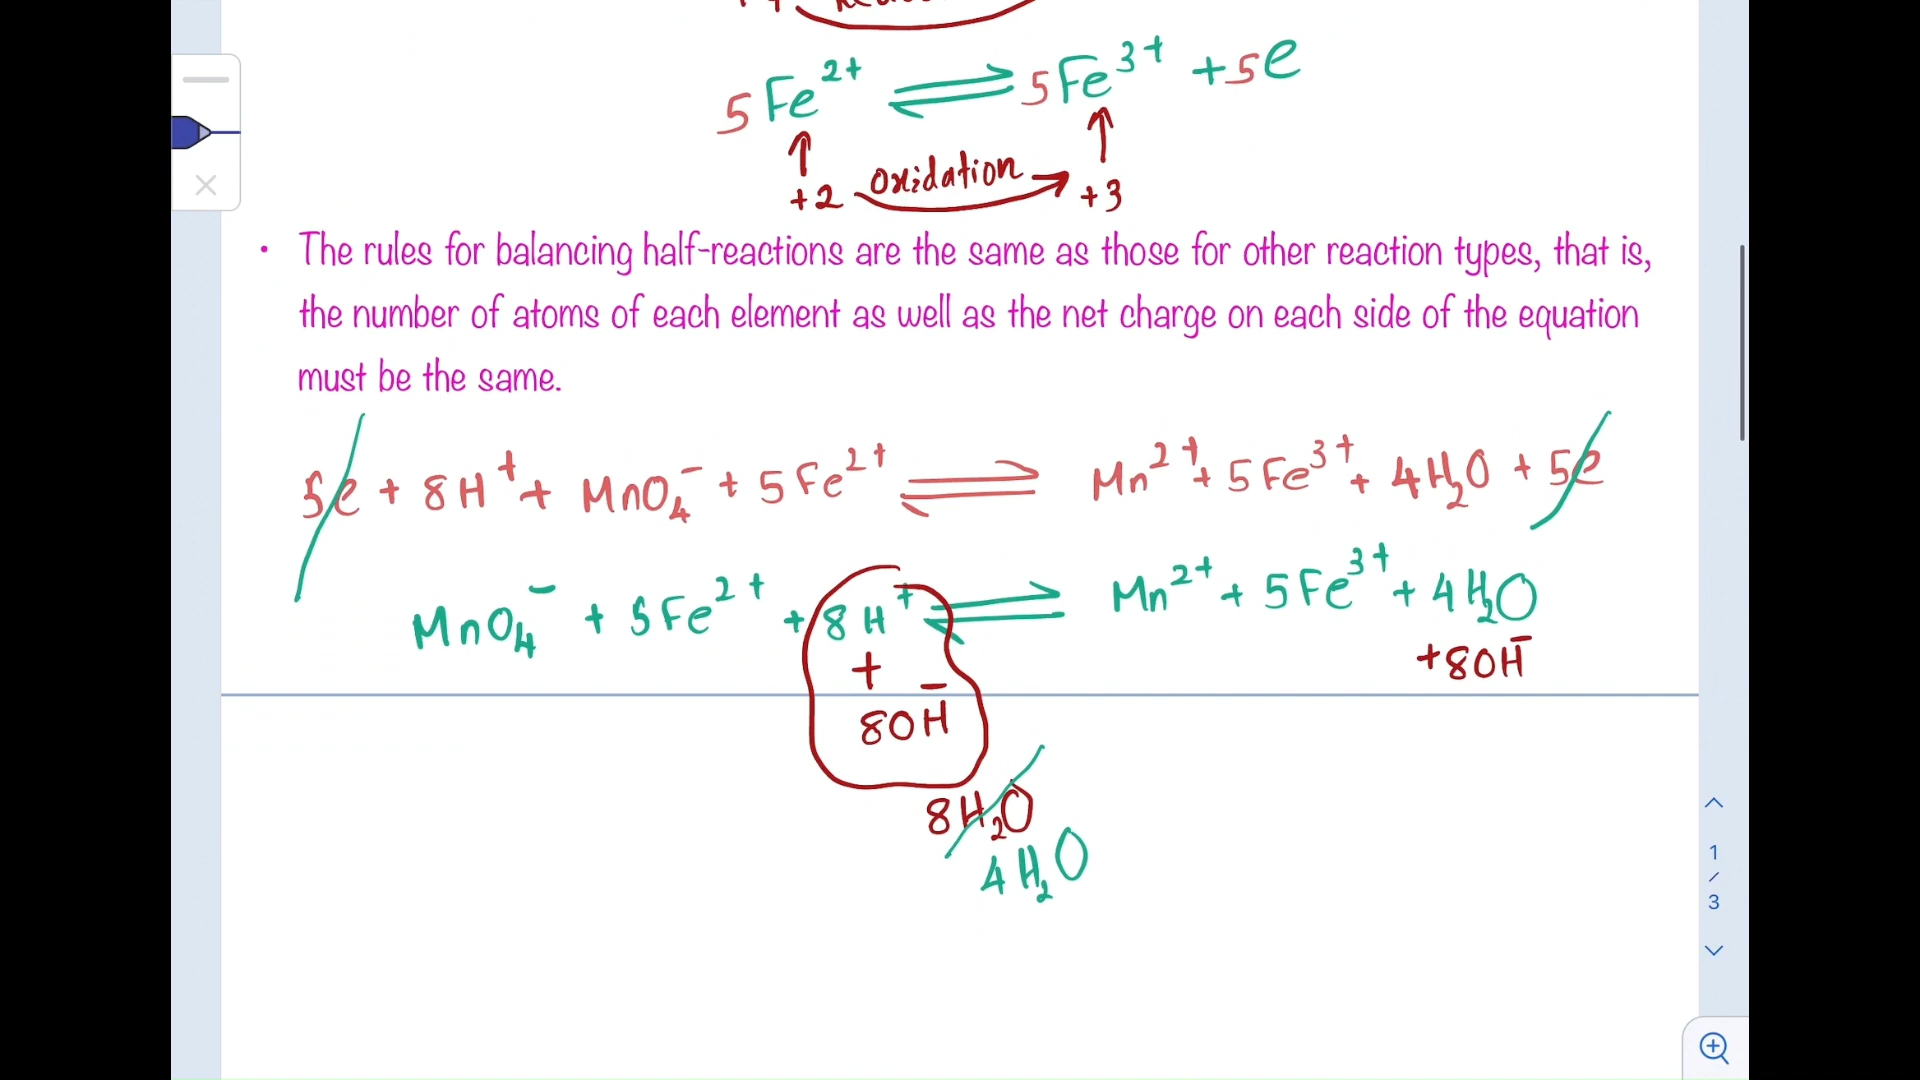 5Fe²⁺ ⇌ 5Fe³⁺ + 5e
+2 oxidation → +3
• The rules for balancing half-reactions are the same as those for other reaction types, that is,
the number of atoms of each element as well as the net charge on each side of the equation
must be the same.
5e + 8H⁺ + MnO₄⁻ + 5Fe²⁺ ⇌ Mn²⁺ + 5Fe³⁺ + 4H₂O + 5e
MnO₄⁻ + 5Fe²⁺ + 8H⁺ ⇌ Mn²⁺ + 5Fe³⁺ + 4H₂O
+ +8OH⁻
8OH⁻
8H₂O
4H₂O
1
/
3